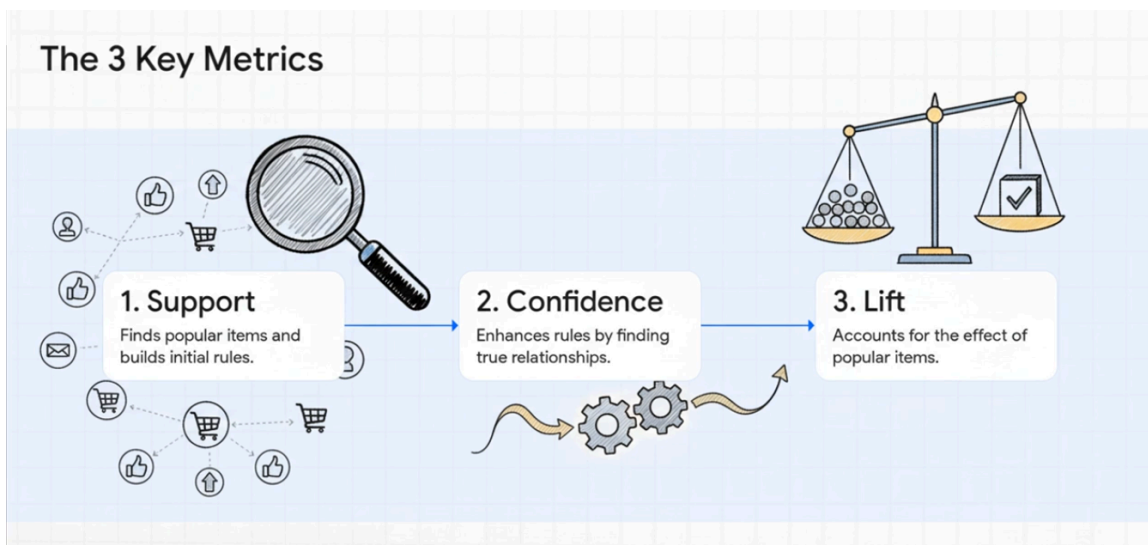 The 3 Key Metrics
1. Support
Finds popular items and
builds initial rules.
2. Confidence
Enhances rules by finding
true relationships.
3. Lift
Accounts for the effect of
popular items.